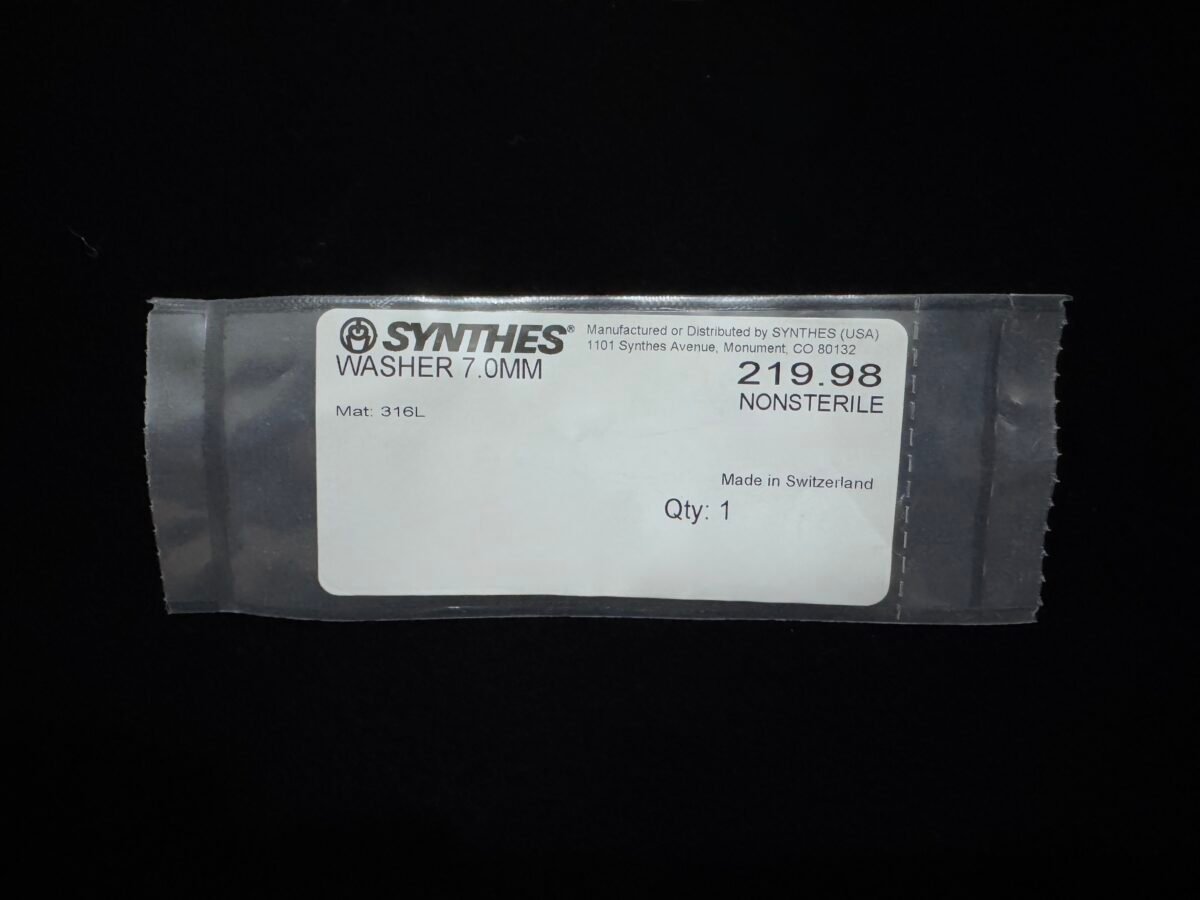 SYNTHES®
Manufactured or Distributed by SYNTHES (USA)
1101 Synthes Avenue, Monument, CO 80132
WASHER 7.0MM
219.98
NONSTERILE
Mat: 316L
Made in Switzerland
Qty: 1